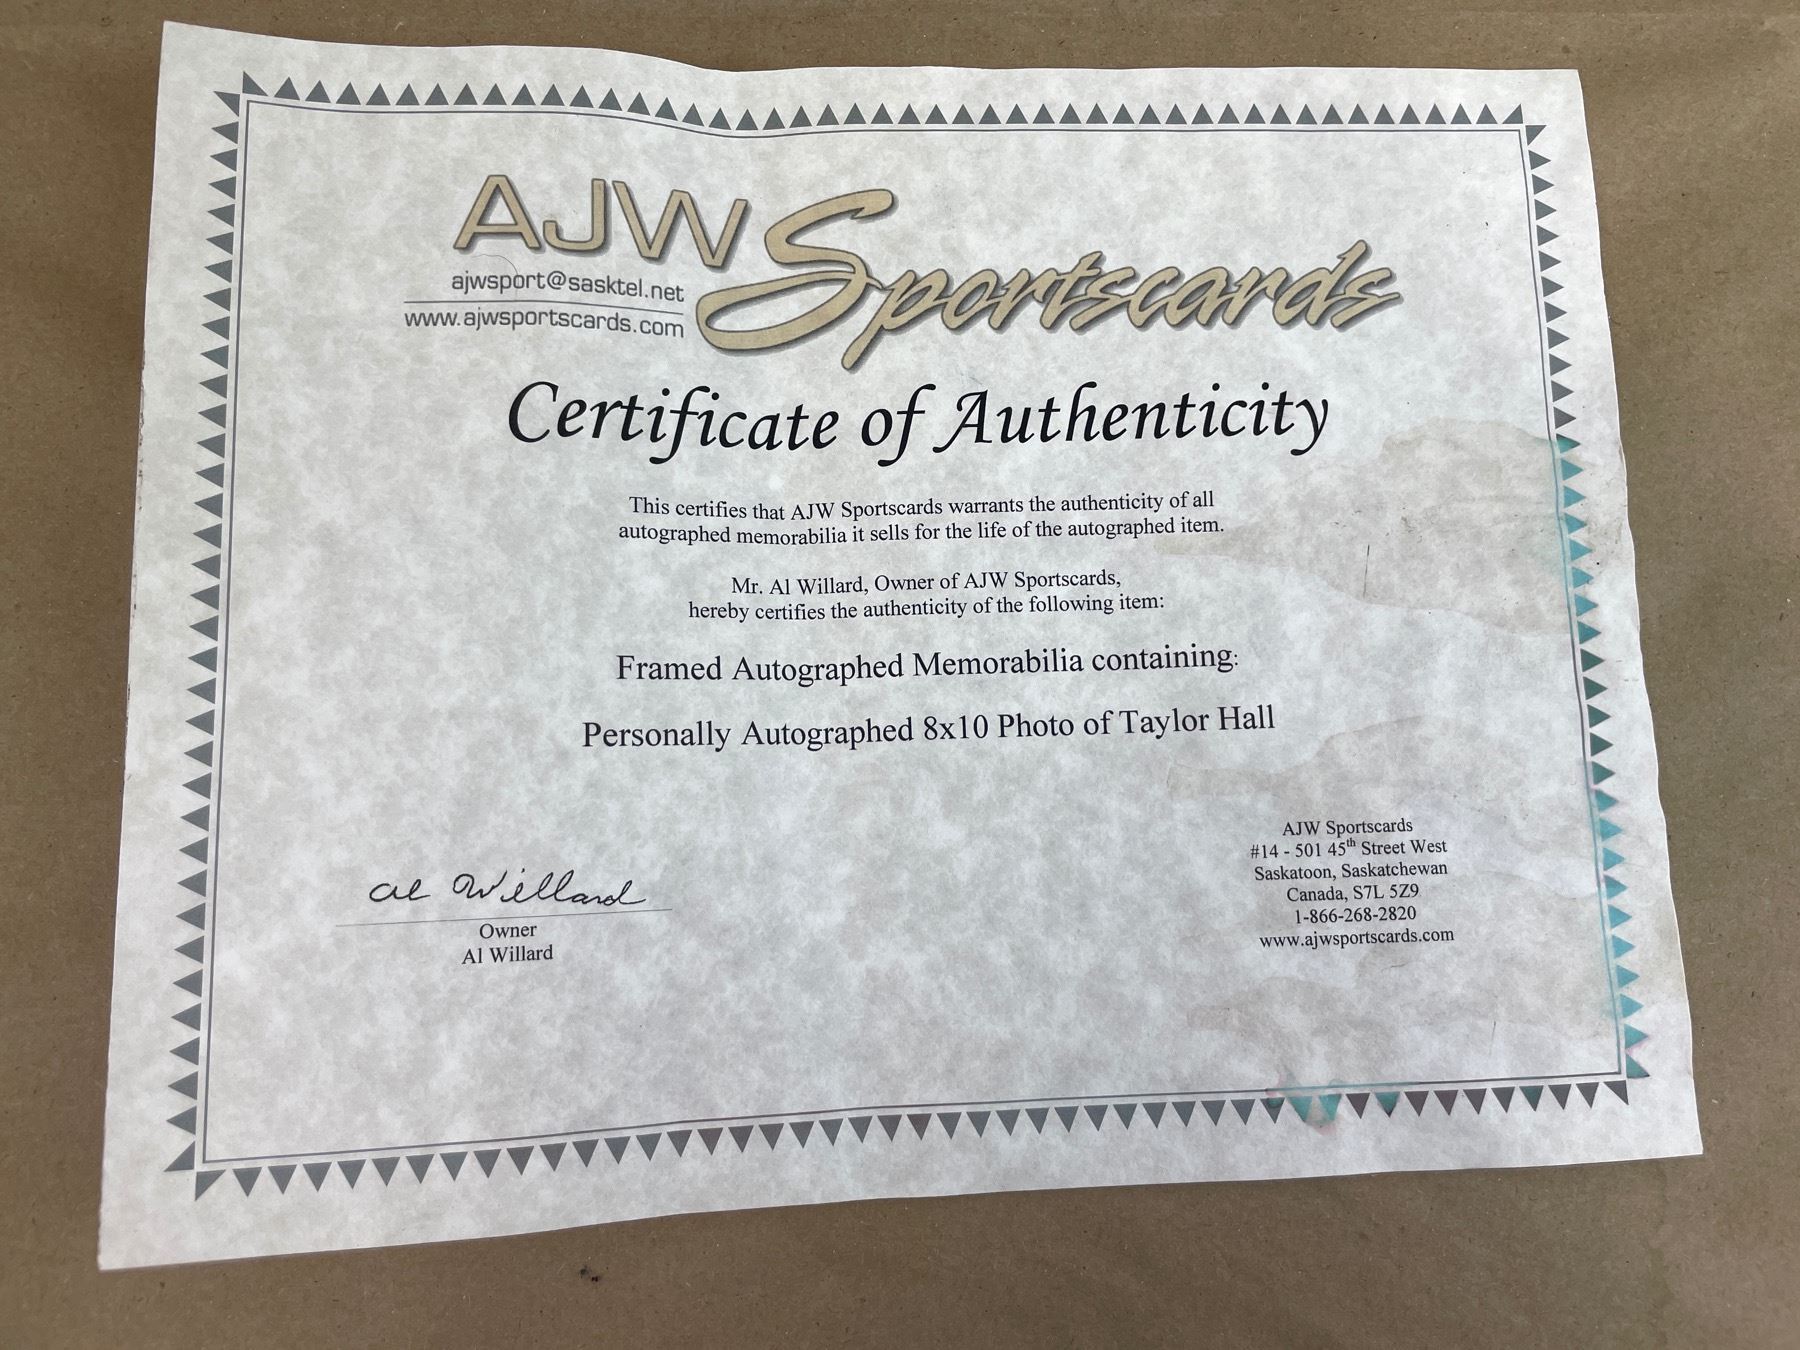 AJW Sportscards
ajwsport@sasktel.net
www.ajwsportscards.com
Certificate of Authenticity
This certifies that AJW Sportscards warrants the authenticity of all
autographed memorabilia it sells for the life of the autographed item.
Mr. Al Willard, Owner of AJW Sportscards,
hereby certifies the authenticity of the following item:
Framed Autographed Memorabilia containing:
Personally Autographed 8x10 Photo of Taylor Hall
Al Willard
Owner
Al Willard
AJW Sportscards
#14 - 501 45th Street West
Saskatoon, Saskatchewan
Canada, S7L 5Z9
1-866-268-2820
www.ajwsportscards.com